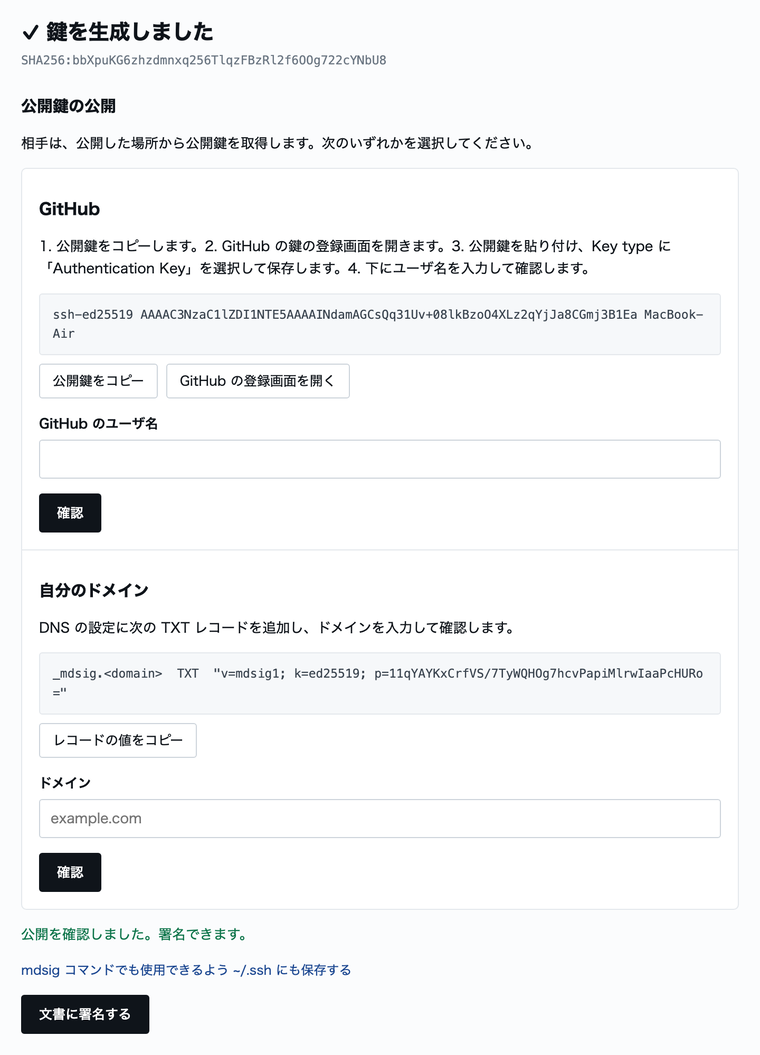 ✓ 鍵を生成しました
SHA256:bbXpuKG6zhzdmnxq256TlqzFBzRl2f6OOg722cYNbU8
公開鍵の公開
相手は、公開した場所から公開鍵を取得します。次のいずれかを選択してください。
GitHub
1. 公開鍵をコピーします。2. GitHub の鍵の登録画面を開きます。3. 公開鍵を貼り付け、Key type に
「Authentication Key」を選択して保存します。4. 下にユーザ名を入力して確認します。
ssh-ed25519 AAAAC3NzaC1lZDI1NTE5AAAAINdamAGCsQq31Uv+08lkBzoO4XLz2qYjJa8CGmj3B1Ea MacBook-
Air
公開鍵をコピー
GitHub の登録画面を開く
GitHub のユーザ名
確認
自分のドメイン
DNS の設定に次の TXT レコードを追加し、ドメインを入力して確認します。
_mdsig.<domain>  TXT  "v=mdsig1; k=ed25519; p=11qYAYKxCrfVS/7TyWQHOg7hcvPapiMlrwIaaPcHURo
="
レコードの値をコピー
ドメイン
example.com
確認
公開を確認しました。署名できます。
mdsig コマンドでも使用できるよう ~/.ssh にも保存する
文書に署名する